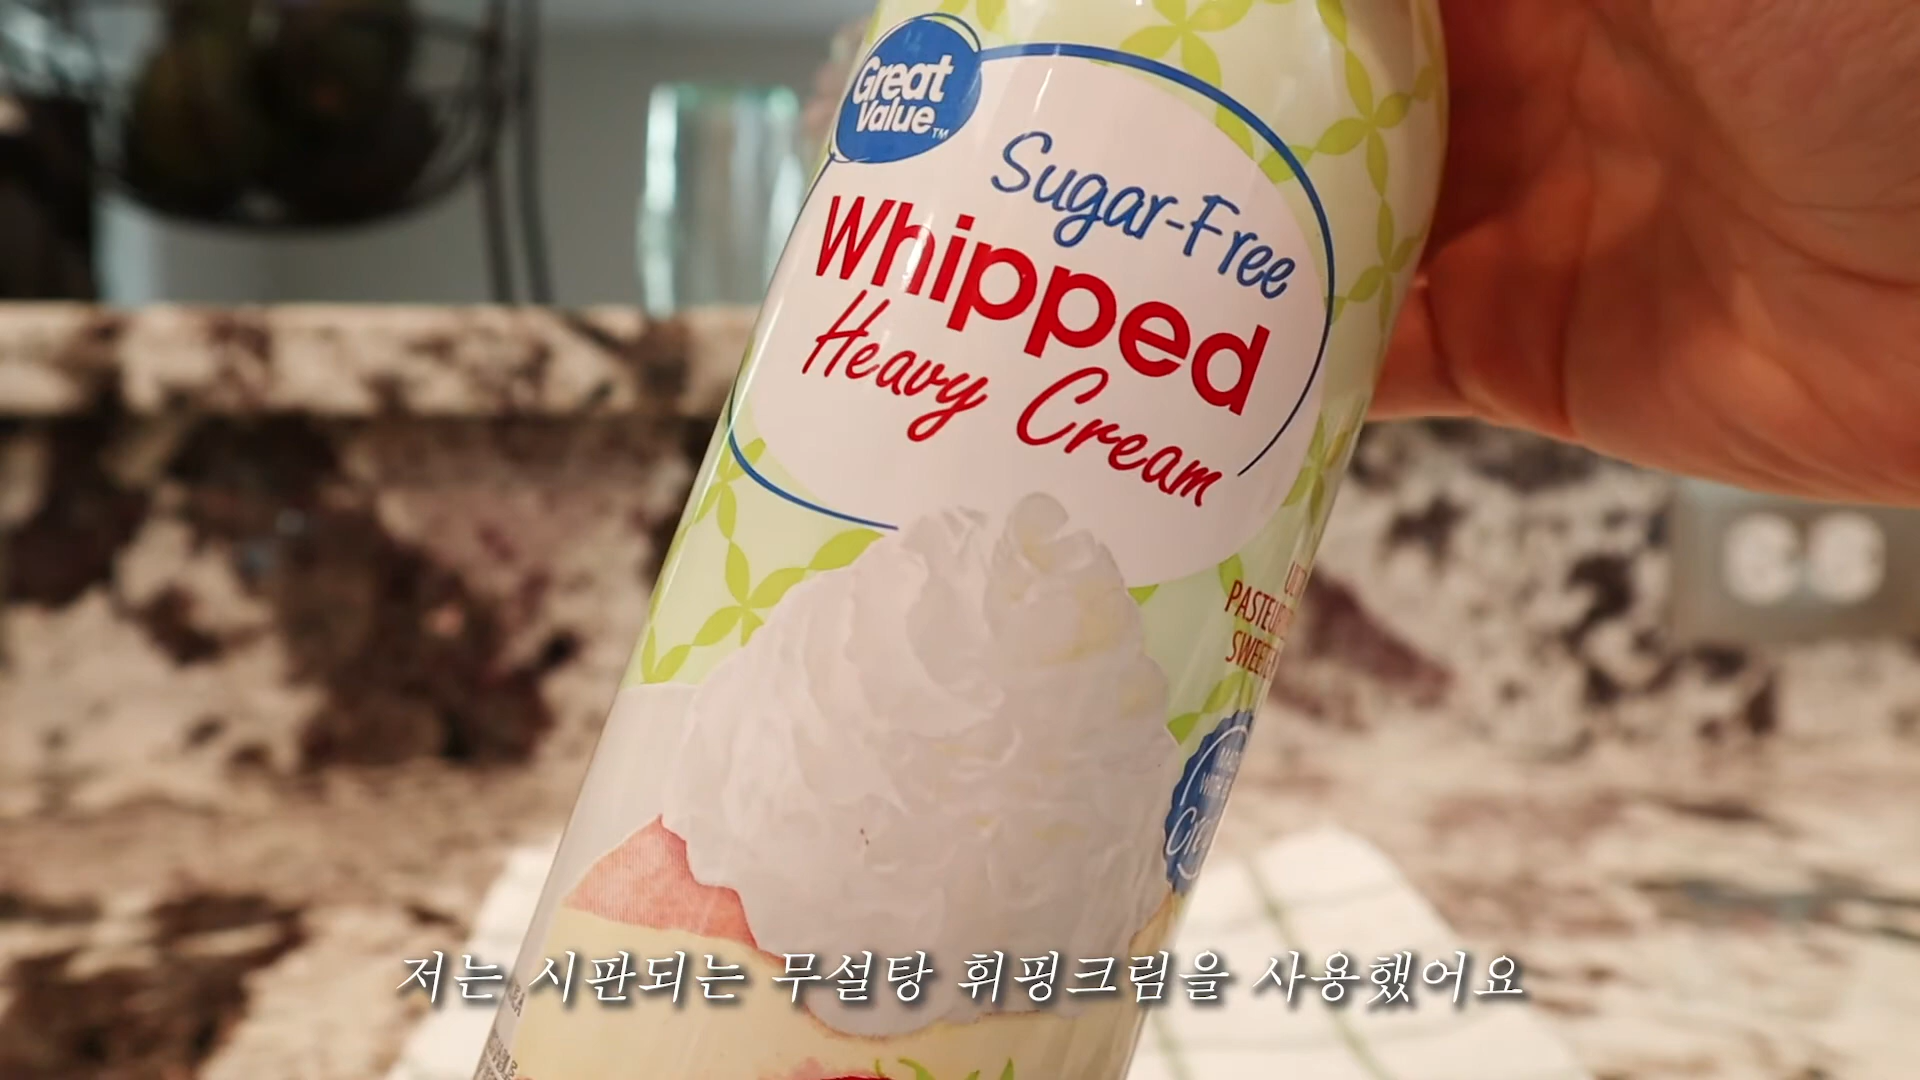 Great
Value™
Sugar-Free
Whipped
Heavy Cream
저는 시판되는 무설탕 휘핑크림을 사용했어요